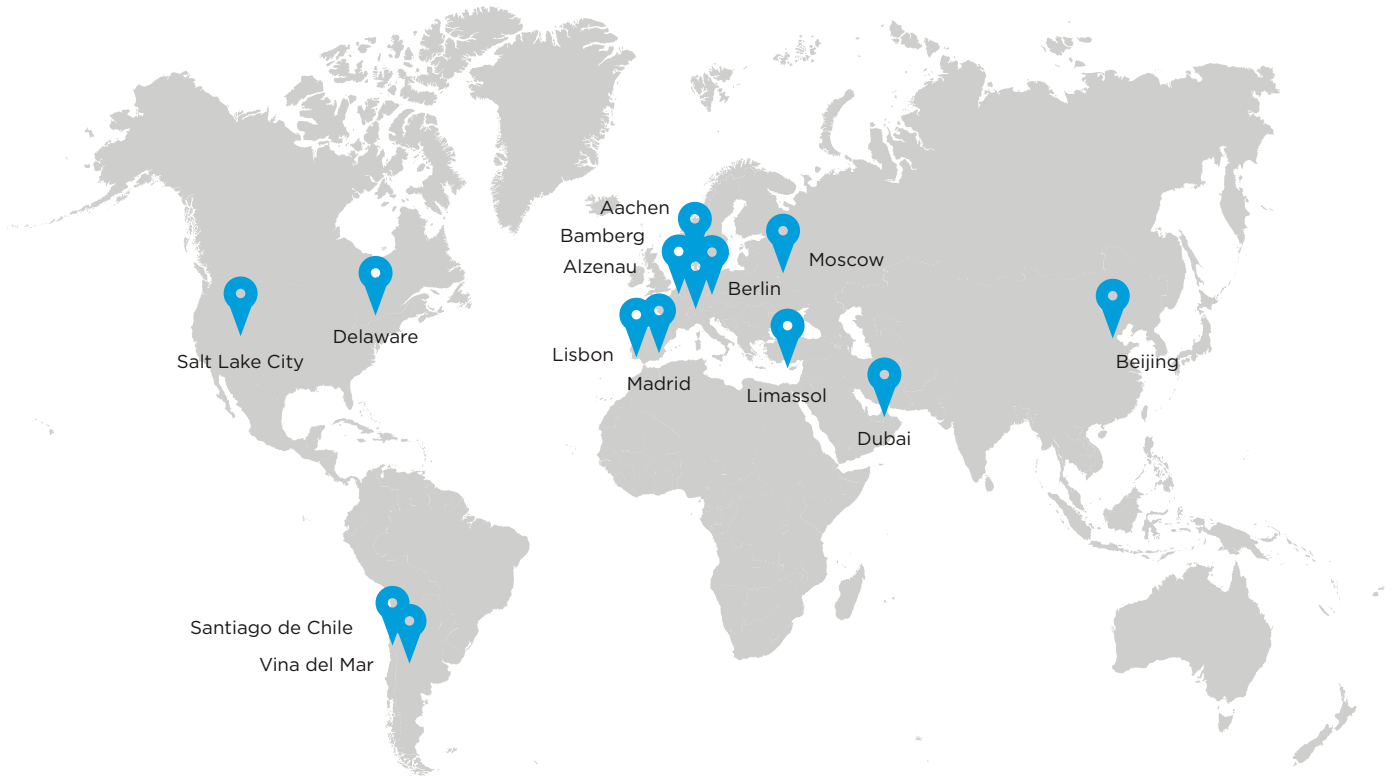 Aachen
Bamberg
Alzenau
Moscow
Berlin
Delaware
Salt Lake City
Lisbon
Madrid
Limassol
Beijing
Dubai
Santiago de Chile
Vina del Mar